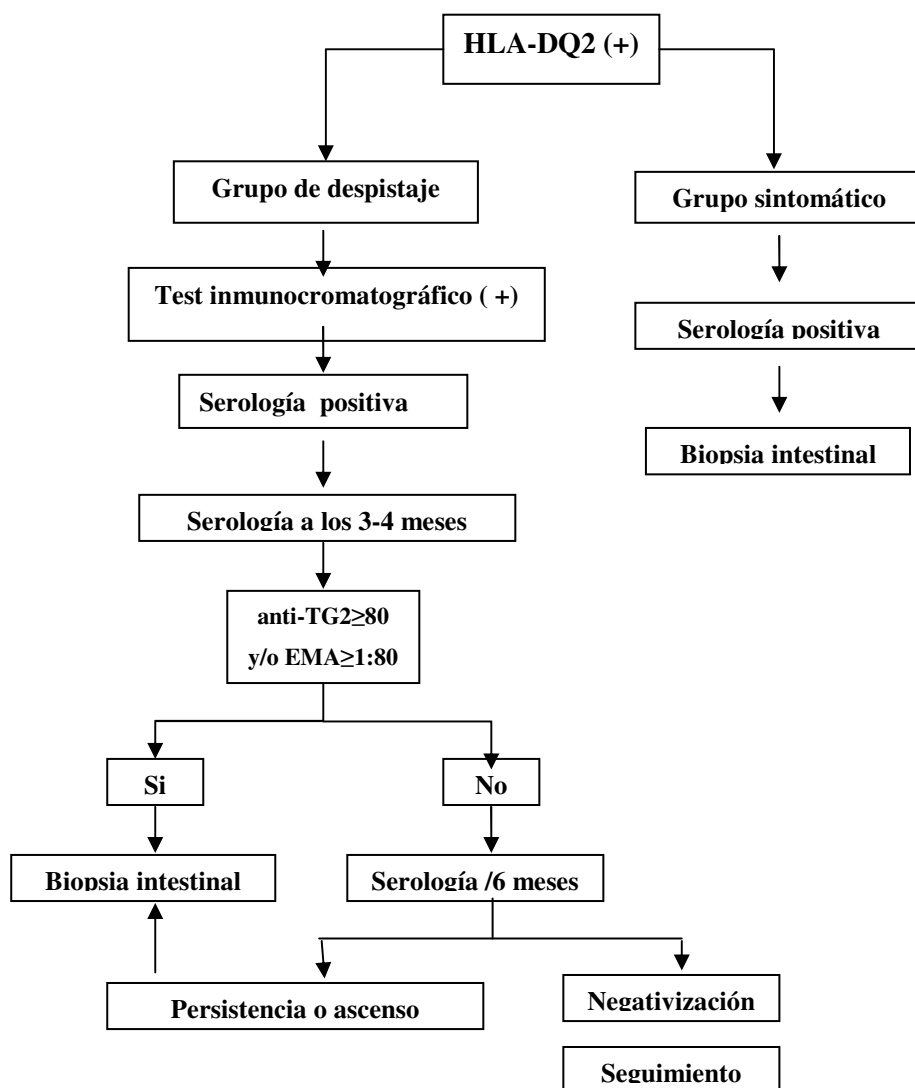 HLA-DQ2 (+)
Grupo de despistaje
Grupo sintomático
Test inmunocromatográfico ( +)
Serología positiva
Serología positiva
Biopsia intestinal
Serología a los 3-4 meses
anti-TG2≥80
y/o EMA≥1:80
Si
No
Biopsia intestinal
Serología /6 meses
Persistencia o ascenso
Negativización
Seguimiento